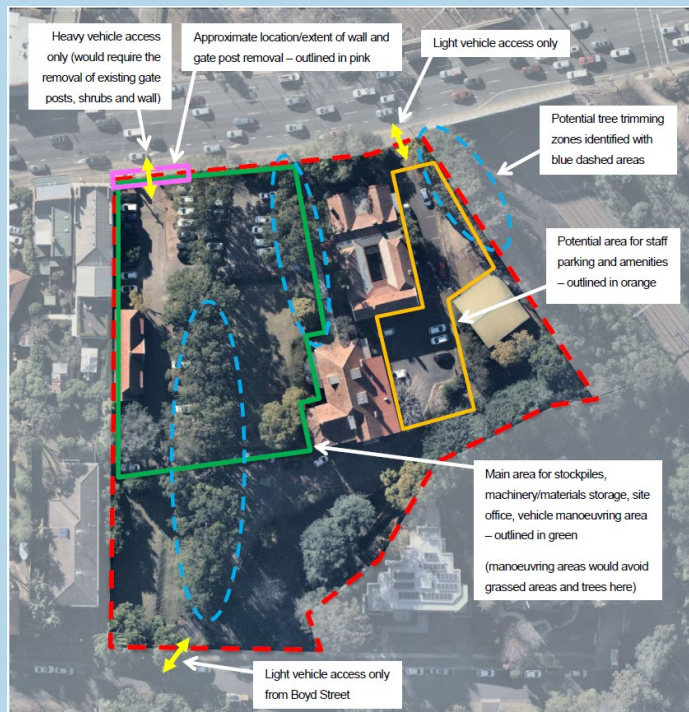 Heavy vehicle access
only (would require the
removal of existing gate
posts, shrubs and wall)
Approximate location/extent of wall and
gate post removal – outlined in pink
Light vehicle access only
Potential tree trimming
zones identified with
blue dashed areas
Potential area for staff
parking and amenities
– outlined in orange
Main area for stockpiles,
machinery/materials storage, site
office, vehicle manoeuvring area
– outlined in green
(manoeuvring areas would avoid
grassed areas and trees here)
Light vehicle access only
from Boyd Street